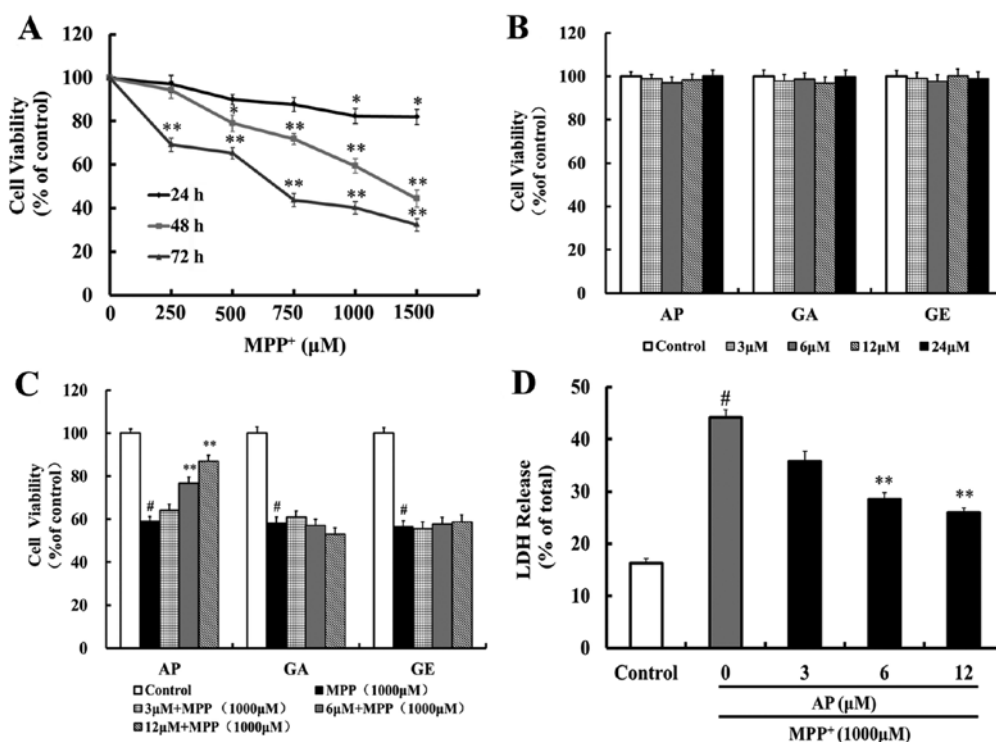 A
120
100
80
60
40
20
0
Cell Viability
(% of control)
*
*
*
**
**
**
**
**
**
**
**
24 h
48 h
72 h
0
250
500
750
1000
1500
MPP⁺ (μM)
B
120
100
80
60
40
20
0
Cell Viability
(%of control)
AP
GA
GE
Control
3μM
6μM
12μM
24μM
C
120
100
80
60
40
20
0
Cell Viability
(%of control)
#
**
**
#
#
AP
GA
GE
Control
MPP（1000μM）
3μM+MPP（1000μM）
6μM+MPP（1000μM）
12μM+MPP（1000μM）
D
50
40
30
20
10
0
LDH Release
(% of total)
#
**
**
Control
0
3
6
12
AP (μM)
MPP⁺ (1000μM)